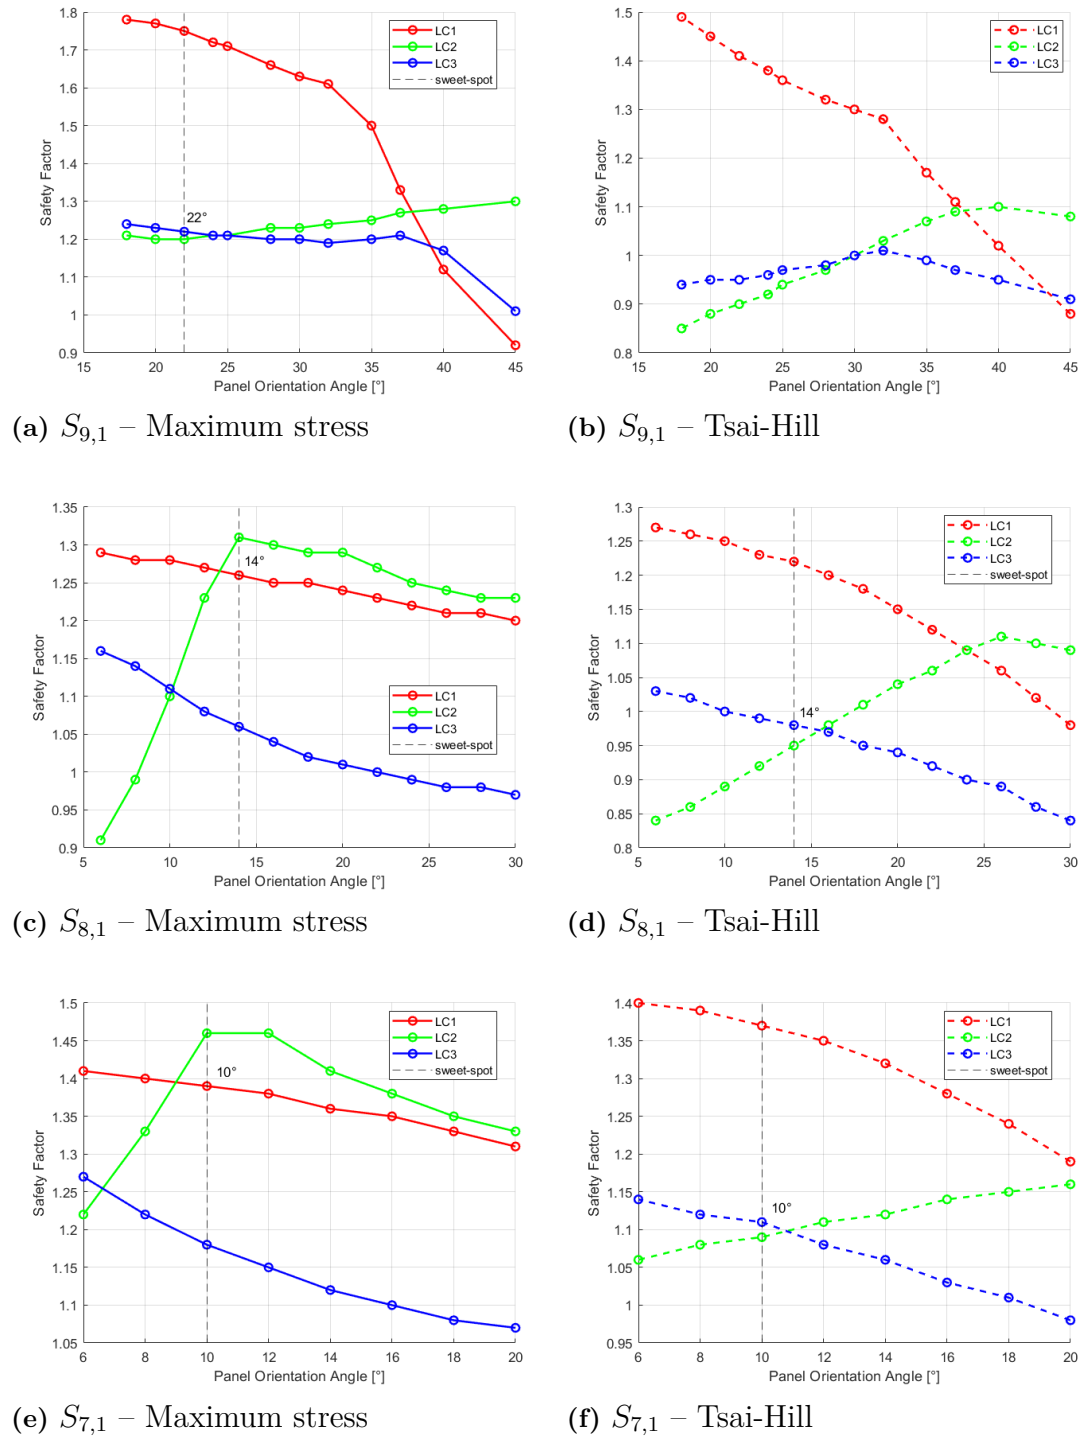 1.8
1.7
1.6
1.5
1.4
1.3
1.2
1.1
1
0.9
Safety Factor
LC1
LC2
LC3
sweet-spot
22°
15 20 25 30 35 40 45
Panel Orientation Angle [°]
(a) S9,1 – Maximum stress
1.5
1.4
1.3
1.2
1.1
1
0.9
0.8
Safety Factor
LC1
LC2
LC3
15 20 25 30 35 40 45
Panel Orientation Angle [°]
(b) S9,1 – Tsai-Hill
1.35
1.3
1.25
1.2
1.15
1.1
1.05
1
0.95
0.9
Safety Factor
14°
LC1
LC2
LC3
sweet-spot
5 10 15 20 25 30
Panel Orientation Angle [°]
(c) S8,1 – Maximum stress
1.3
1.25
1.2
1.15
1.1
1.05
1
0.95
0.9
0.85
0.8
Safety Factor
LC1
LC2
LC3
sweet-spot
14°
5 10 15 20 25 30
Panel Orientation Angle [°]
(d) S8,1 – Tsai-Hill
1.5
1.45
1.4
1.35
1.3
1.25
1.2
1.15
1.1
1.05
Safety Factor
LC1
LC2
LC3
sweet-spot
10°
6 8 10 12 14 16 18 20
Panel Orientation Angle [°]
(e) S7,1 – Maximum stress
1.4
1.35
1.3
1.25
1.2
1.15
1.1
1.05
1
0.95
Safety Factor
LC1
LC2
LC3
sweet-spot
10°
6 8 10 12 14 16 18 20
Panel Orientation Angle [°]
(f) S7,1 – Tsai-Hill